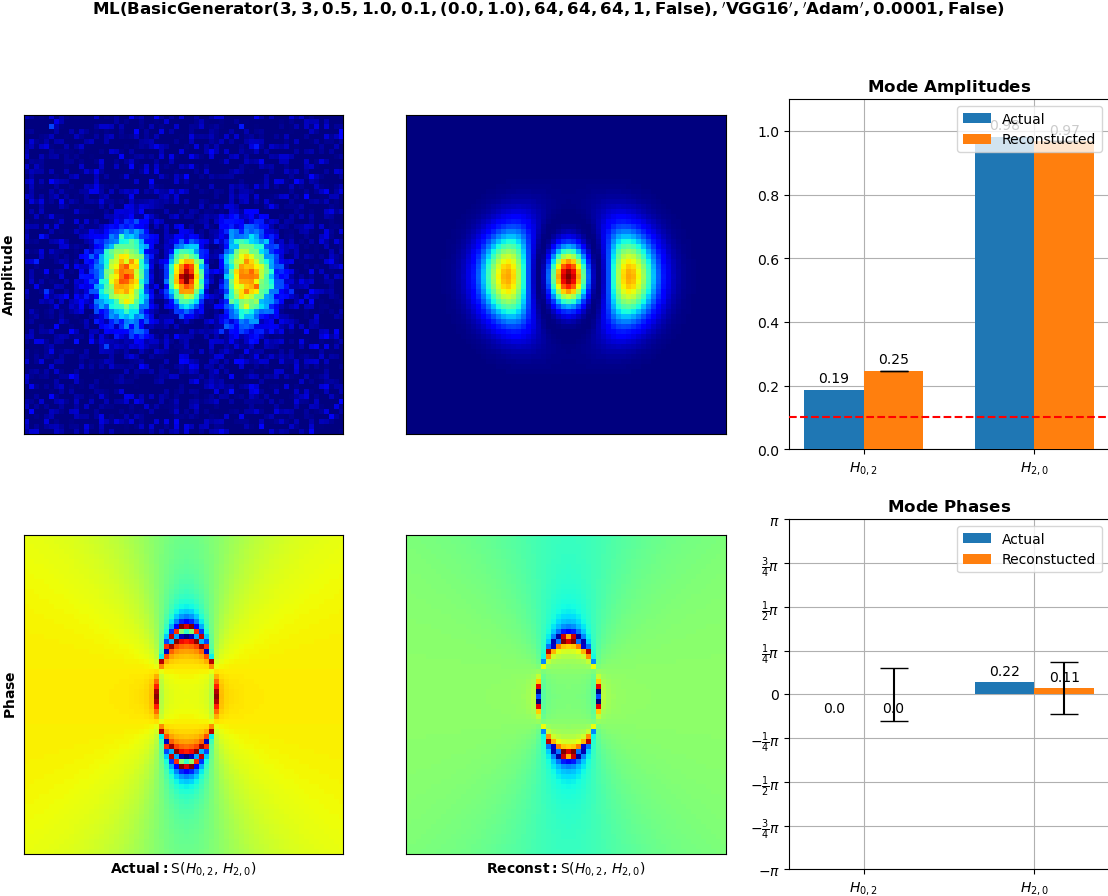 ML(BasicGenerator(3, 3, 0.5, 1.0, 0.1, (0.0, 1.0), 64, 64, 64, 1, False), 'VGG16', 'Adam', 0.0001, False)
Amplitude
Mode Amplitudes
Actual
Reconstucted
0.98
0.97
0.25
0.19
1.0
0.8
0.6
0.4
0.2
0.0
H0, 2
H2, 0
Phase
Actual: S(H0, 2, H2, 0)
Reconst: S(H0, 2, H2, 0)
Mode Phases
Actual
Reconstucted
0.22
0.11
0.0
0.0
π
3/4π
1/2π
1/4π
0
−1/4π
−1/2π
−3/4π
−π
H0, 2
H2, 0